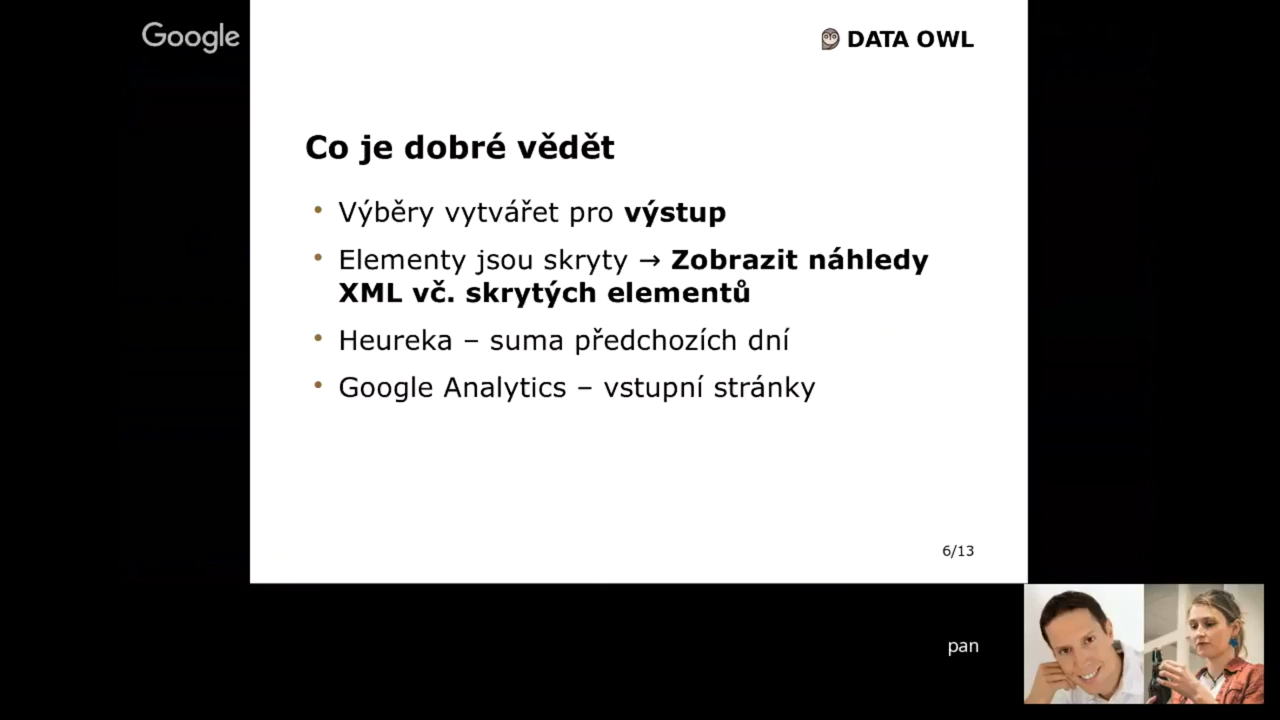 Google
DATA OWL
Co je dobré vědět
• Výběry vytvářet pro výstup
• Elementy jsou skryty → Zobrazit náhledy
XML vč. skrytých elementů
• Heureka – suma předchozích dní
• Google Analytics – vstupní stránky
6/13
pan